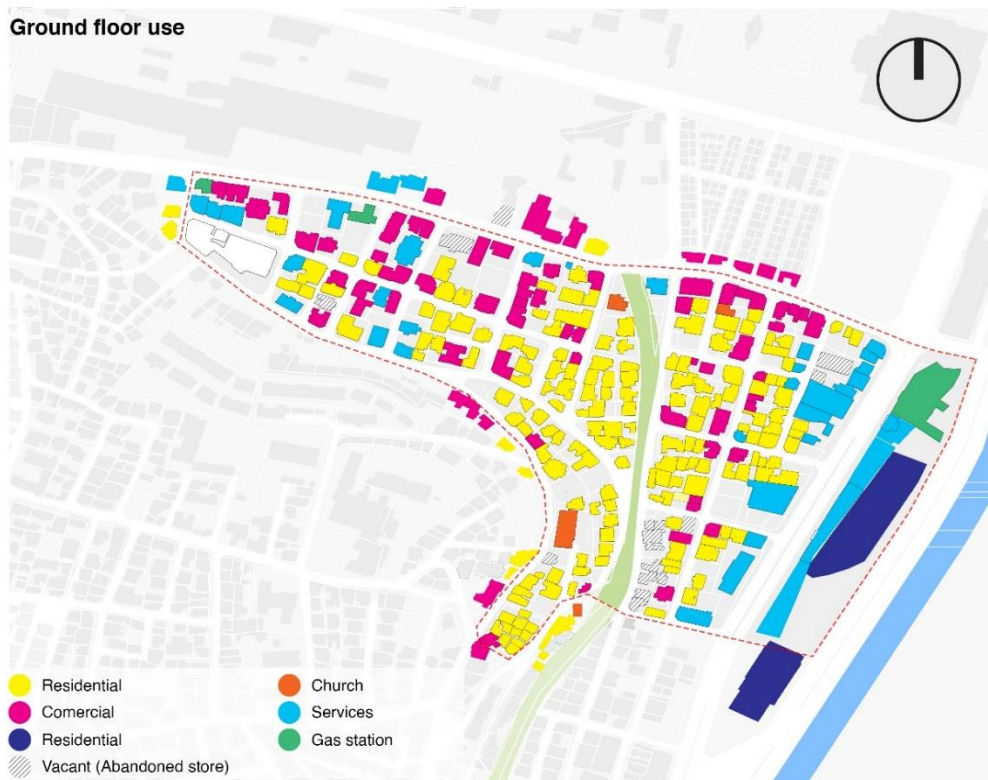 Ground floor use
Residential
Comercial
Residential
Vacant (Abandoned store)
Church
Services
Gas station